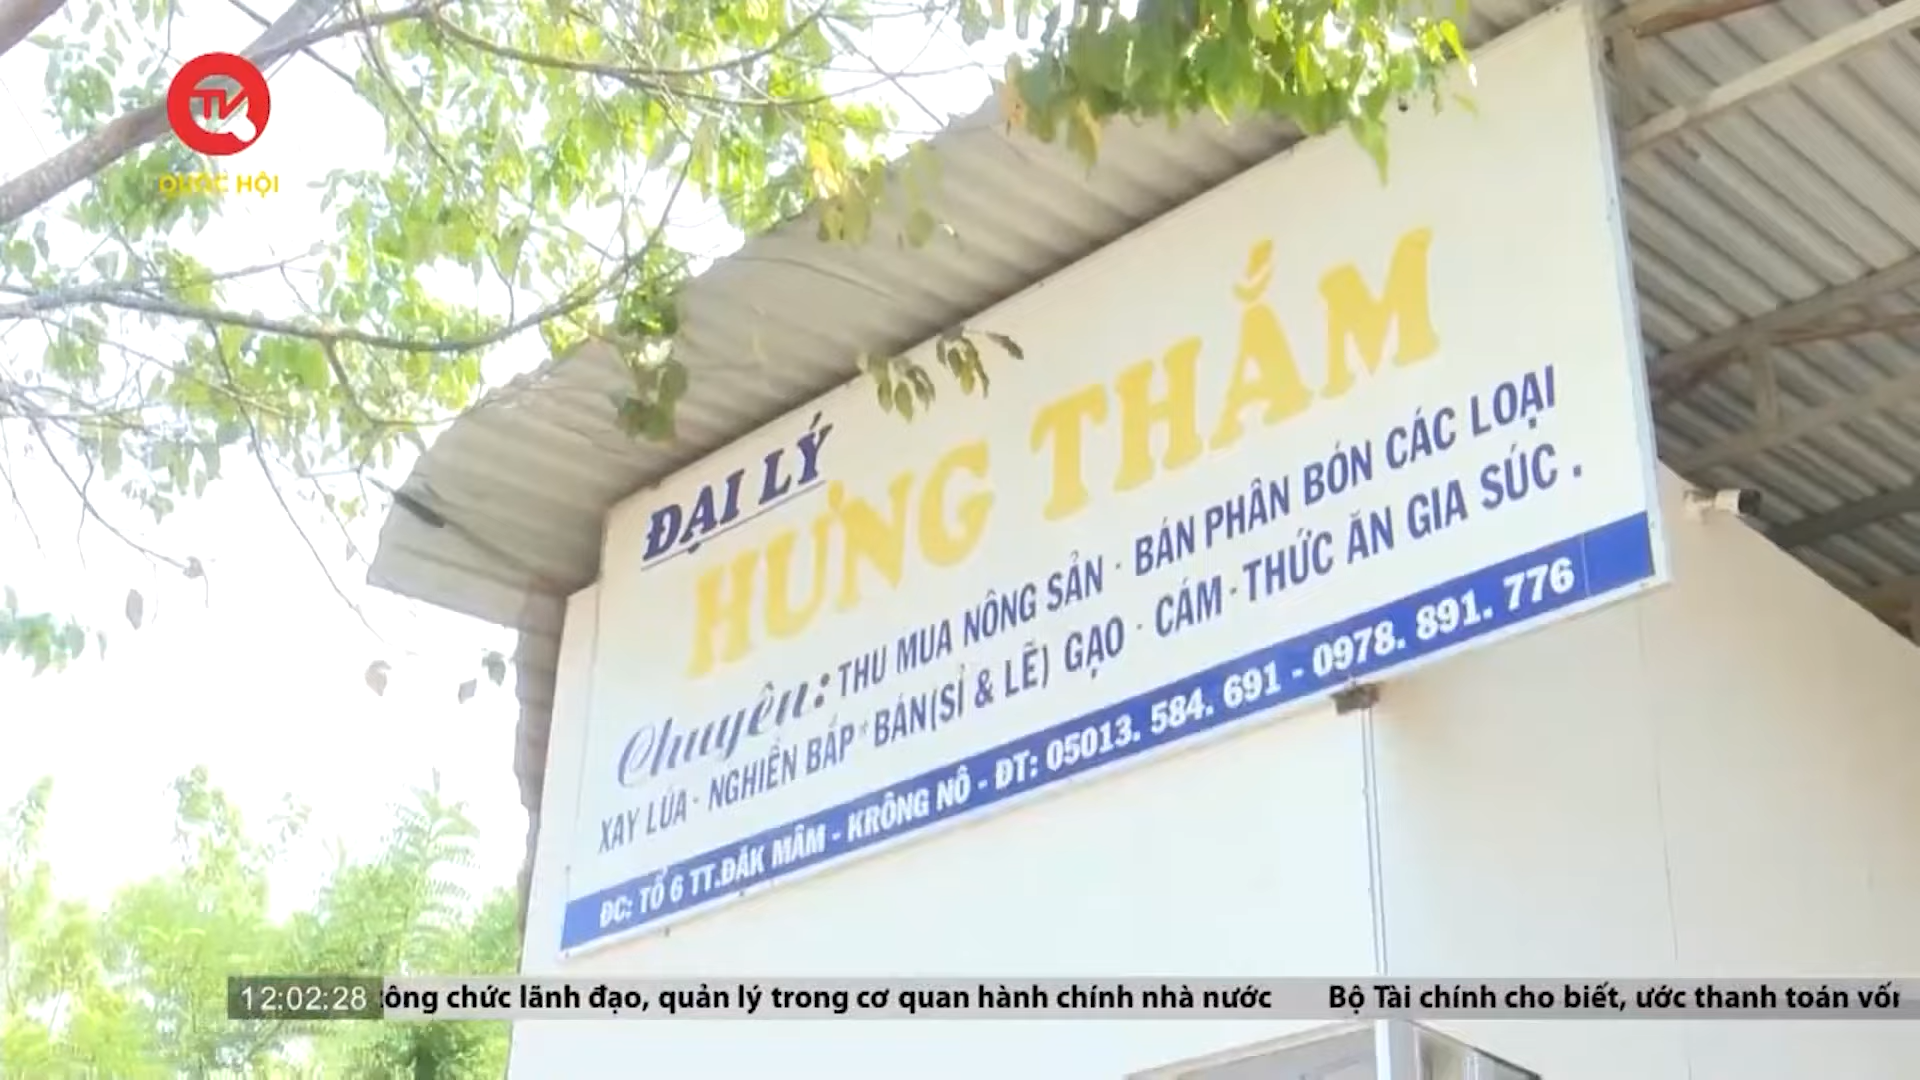 TV
QUỐC HỘI
ĐẠI LÝ
HƯNG THẮM
Chuyên: THU MUA NÔNG SẢN - BÁN PHÂN BÓN CÁC LOẠI
XAY LÚA - NGHIỀN BẮP * BÁN(SỈ & LẼ) GẠO - CÁM - THỨC ĂN GIA SÚC .
ĐC: TỔ 6 TT.ĐĂK MÂM - KRÔNG NÔ - ĐT: 05013. 584. 691 - 0978. 891. 776
12:02:28 công chức lãnh đạo, quản lý trong cơ quan hành chính nhà nước Bộ Tài chính cho biết, ước thanh toán vốn